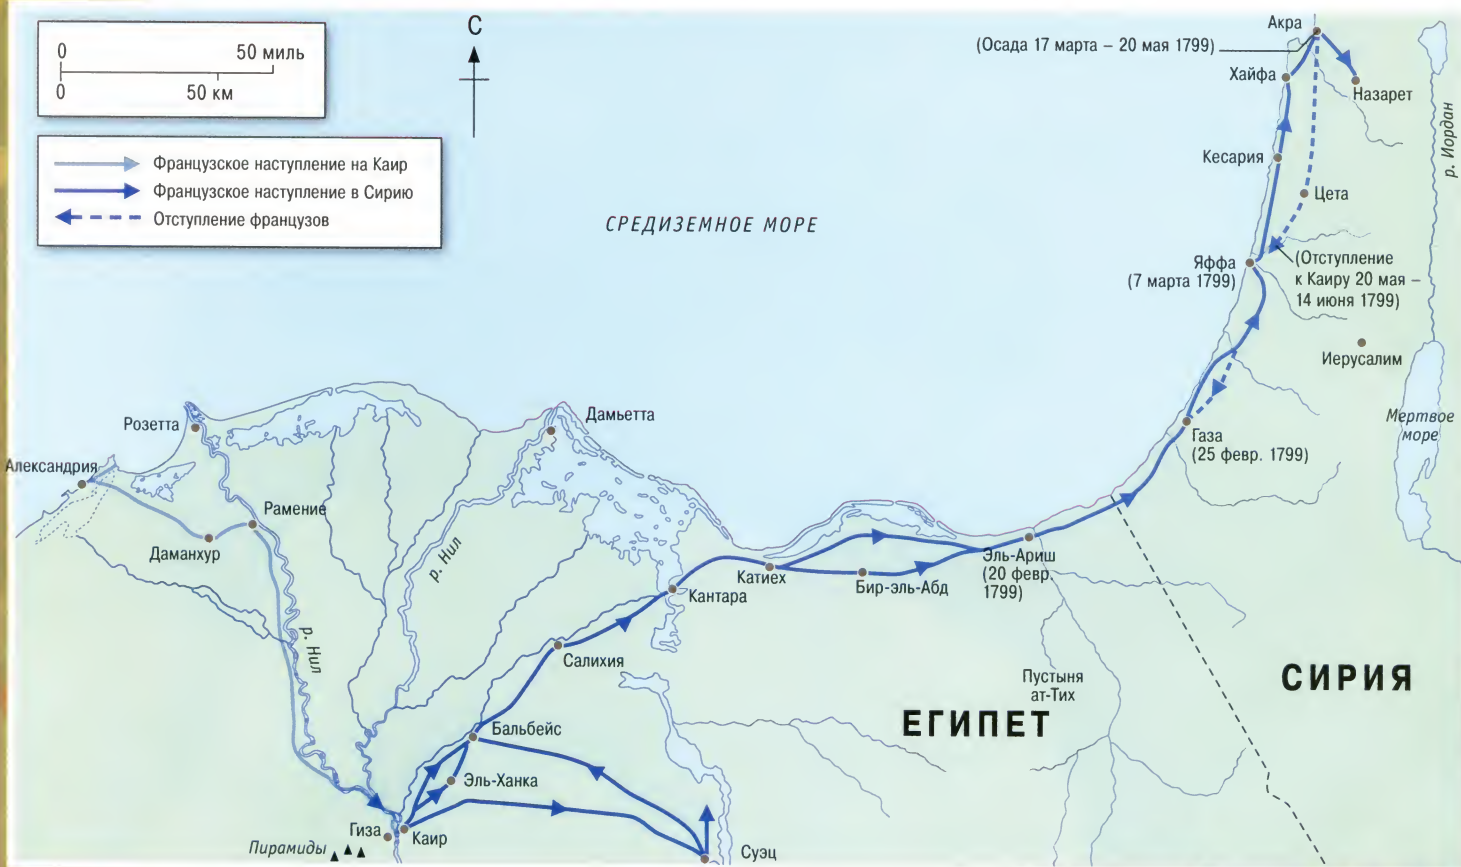 0 50 миль
0 50 км
С
Французское наступление на Каир
Французское наступление в Сирию
Отступление французов
СРЕДИЗЕМНОЕ МОРЕ
Акра
(Осада 17 марта – 20 мая 1799)
Хайфа
Назарет
р. Иордан
Кесария
Цета
Яффа
(7 марта 1799)
(Отступление
к Каиру 20 мая –
14 июня 1799)
Иерусалим
Мертвое
море
Газа
(25 февр. 1799)
Розетта
Дамьетта
Александрия
Рамение
Даманхур
р. Нил
р. Нил
Кантара
Катиех
Бир-эль-Абд
Эль-Ариш
(20 февр.
1799)
Салихия
Пустыня
ат-Тих
СИРИЯ
ЕГИПЕТ
Бальбейс
Эль-Ханка
Гиза
Каир
Пирамиды
Суэц